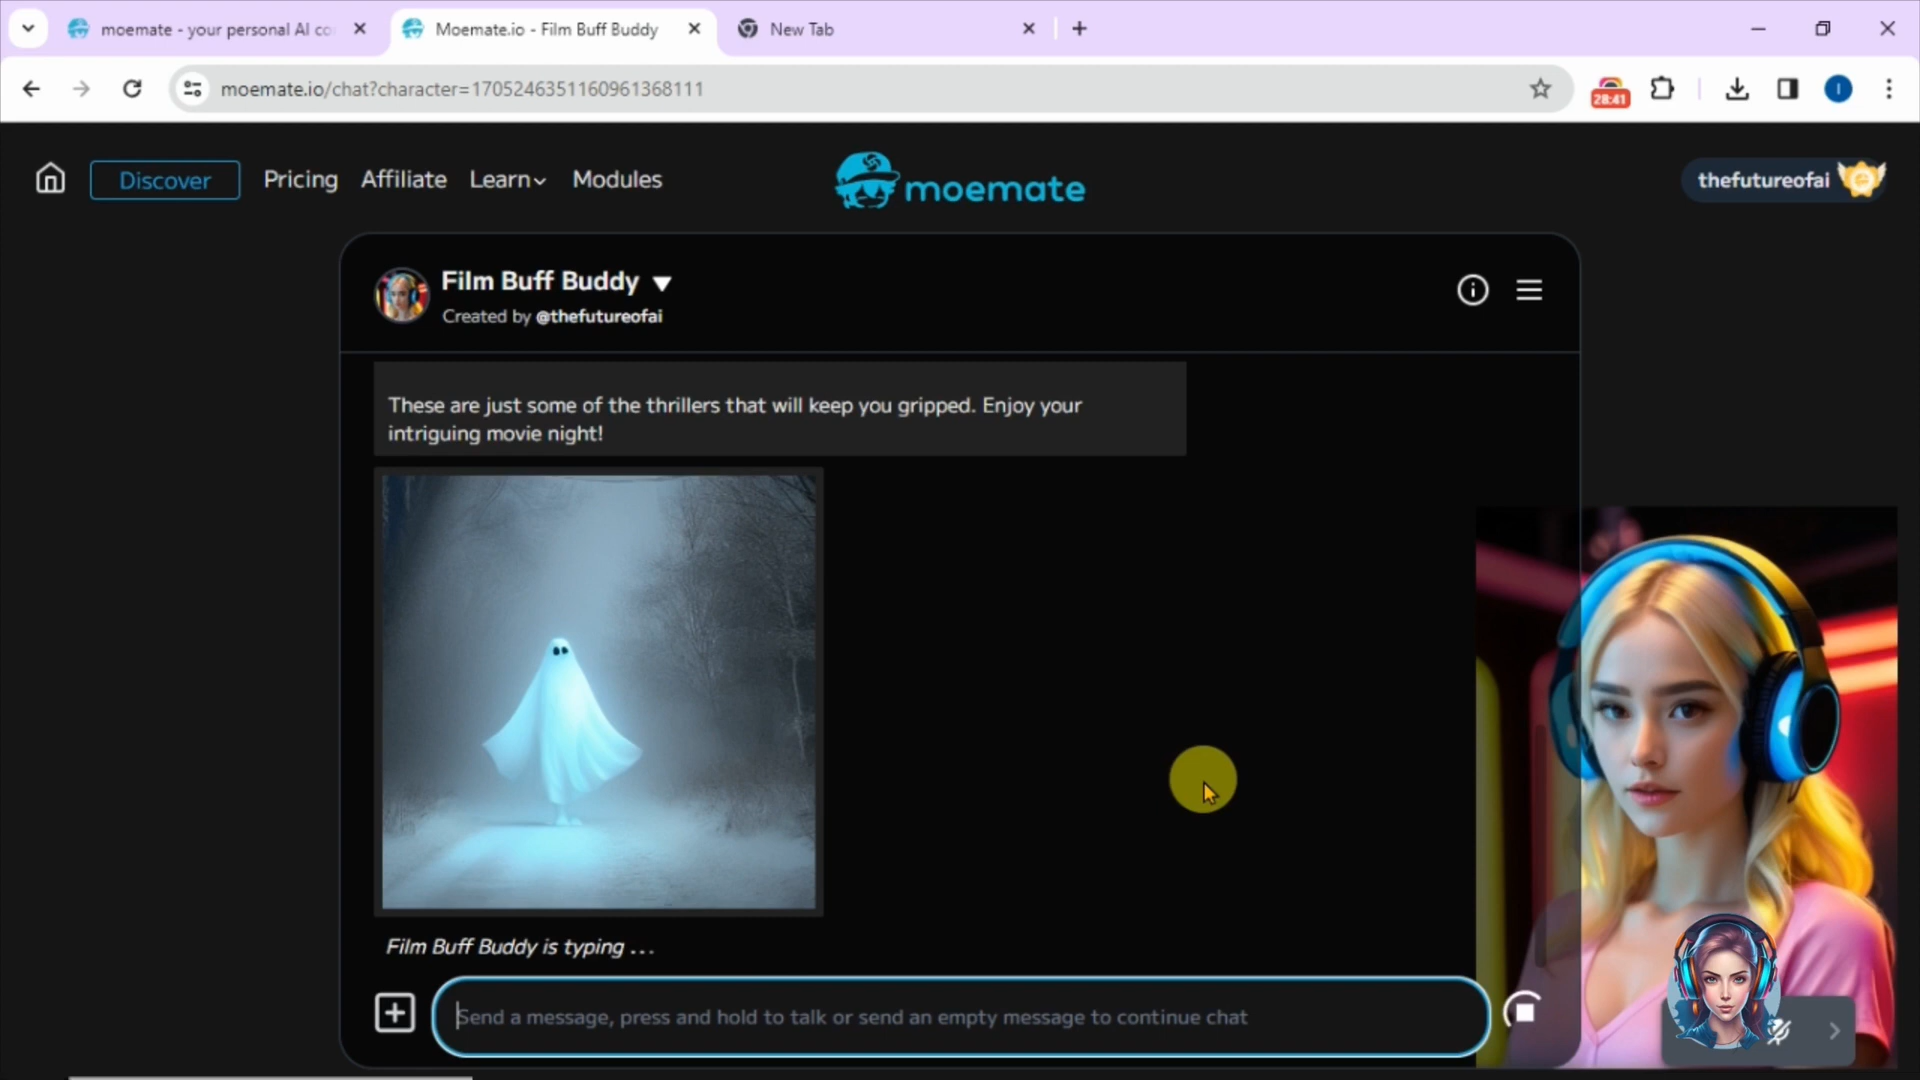 moemate - your personal AI co
Moemate.io - Film Buff Buddy
New Tab
moemate.io/chat?character=1705246351160961368111
28:41
Discover
Pricing
Affiliate
Learn
Modules
moemate
thefutureofai
Film Buff Buddy
Created by @thefutureofai
These are just some of the thrillers that will keep you gripped. Enjoy your
intriguing movie night!
Film Buff Buddy is typing ...
Send a message, press and hold to talk or send an empty message to continue chat